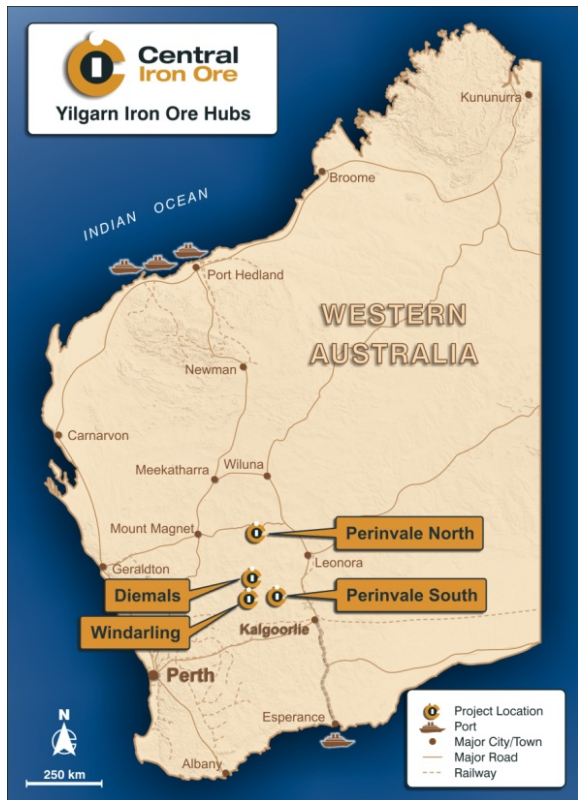 Central
Iron Ore
Yilgarn Iron Ore Hubs
Kununurra
Broome
INDIAN OCEAN
Port Hedland
WESTERN
AUSTRALIA
Newman
Carnarvon
Meekatharra
Wiluna
Mount Magnet
Perinvale North
Leonora
Geraldton
Diemals
Perinvale South
Windarling
Kalgoorlie
Perth
Esperance
Albany
N
250 km
Project Location
Port
Major City/Town
Major Road
Railway